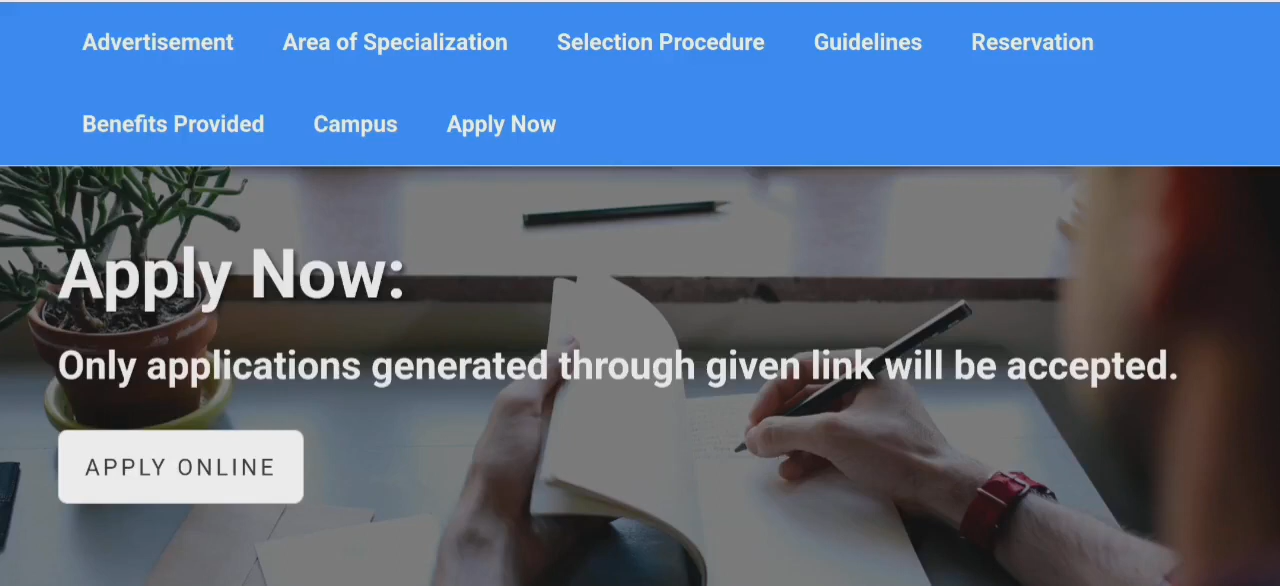 Advertisement Area of Specialization Selection Procedure Guidelines Reservation
Benefits Provided Campus Apply Now
Apply Now:
Only applications generated through given link will be accepted.
APPLY ONLINE